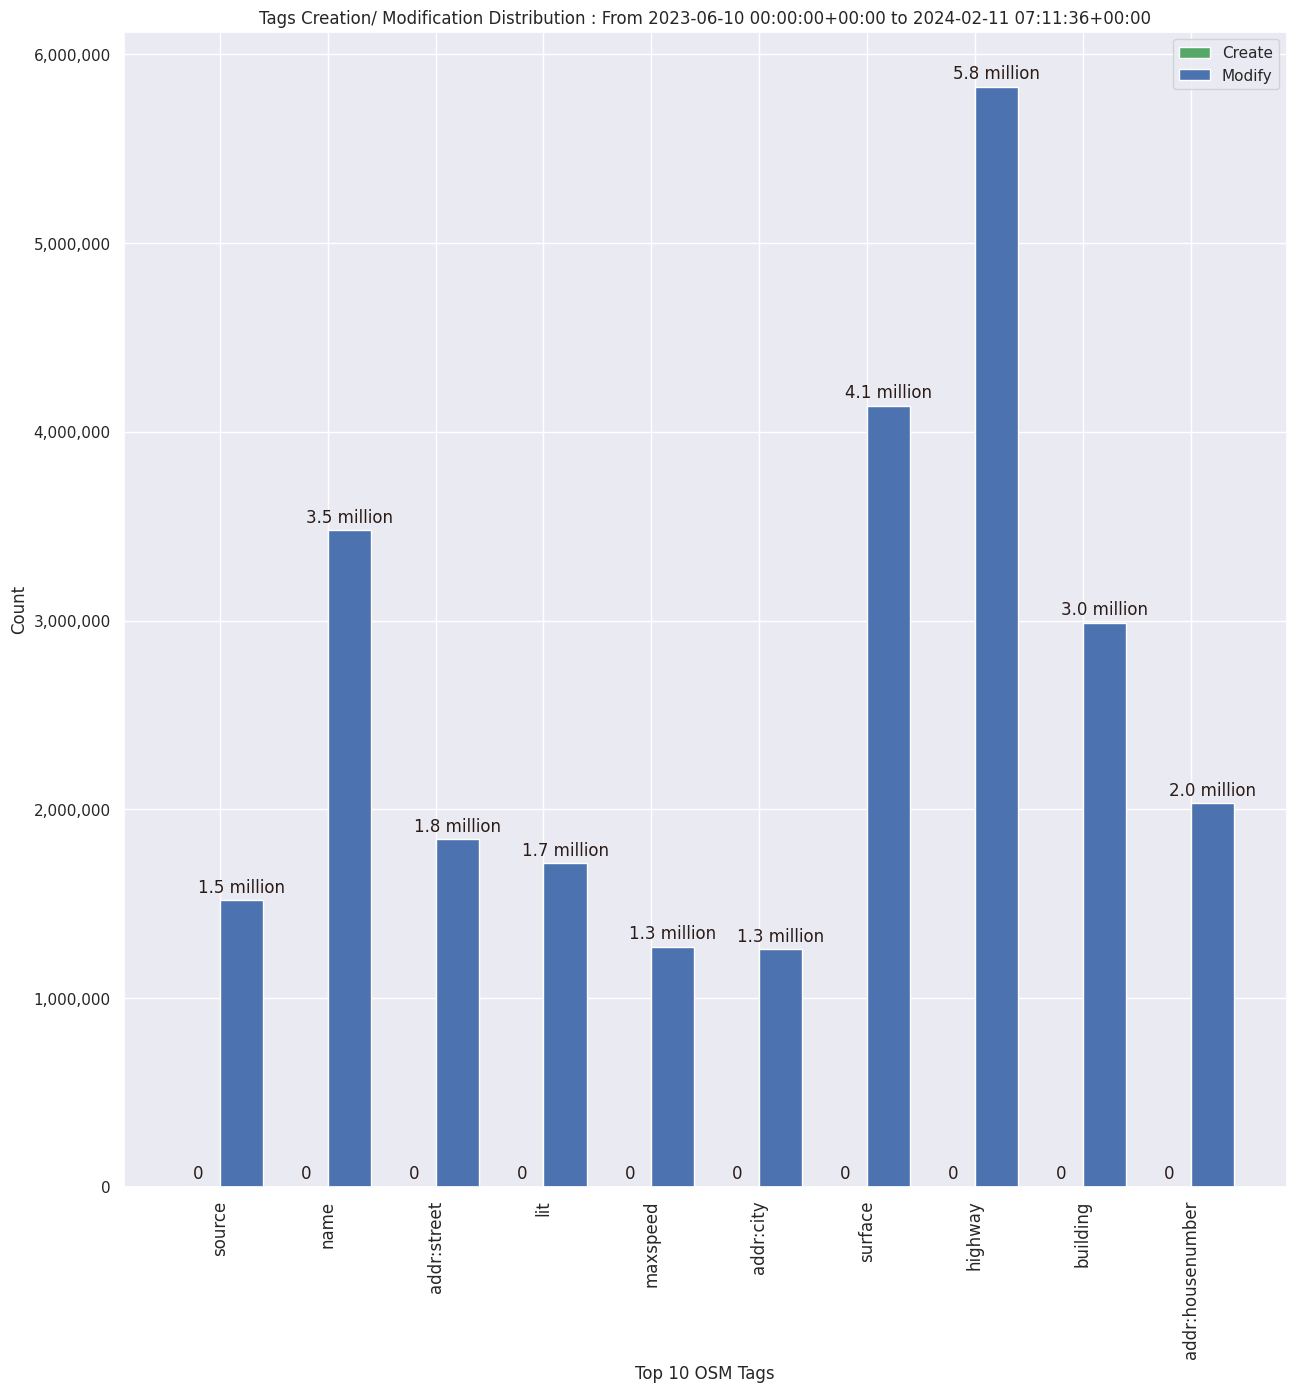 Tags Creation/ Modification Distribution : From 2023-06-10 00:00:00+00:00 to 2024-02-11 07:11:36+00:00
Create
Modify
6,000,000
5,000,000
4,000,000
3,000,000
2,000,000
1,000,000
0
Count
1.5 million
3.5 million
1.8 million
1.7 million
1.3 million
1.3 million
4.1 million
5.8 million
3.0 million
2.0 million
0
0
0
0
0
0
0
0
0
0
source
name
addr:street
lit
maxspeed
addr:city
surface
highway
building
addr:housenumber
Top 10 OSM Tags